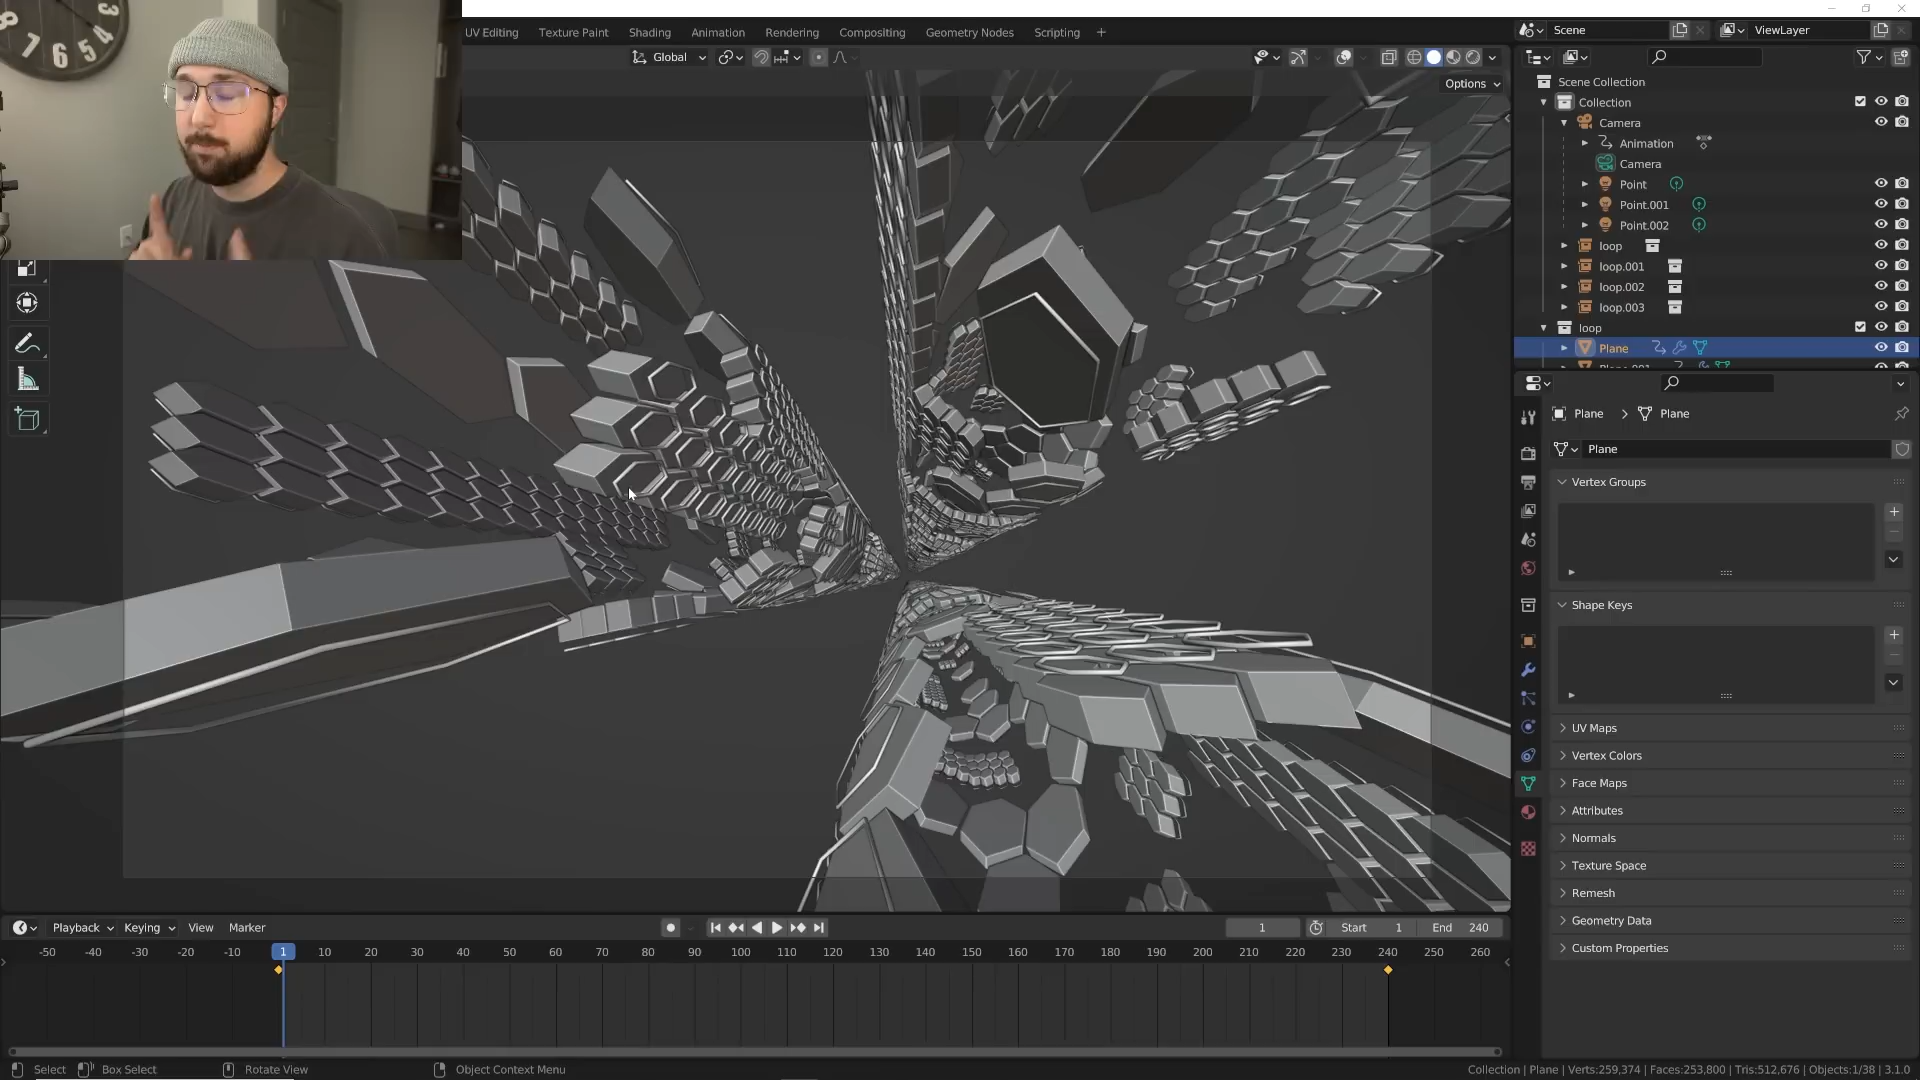 UV Editing Texture Paint Shading Animation Rendering Compositing Geometry Nodes Scripting +
Scene
ViewLayer
Global
Options
Scene Collection
Collection
Camera
Animation
Camera
Point
Point.001
Point.002
loop
loop.001
loop.002
loop.003
loop
Plane
Plane > Plane
Plane
Vertex Groups
Shape Keys
UV Maps
Vertex Colors
Face Maps
Attributes
Normals
Texture Space
Remesh
Geometry Data
Custom Properties
Playback Keying View Marker
1 Start 1 End 240
-50 -40 -30 -20 -10 1 10 20 30 40 50 60 70 80 90 100 110 120 130 140 150 160 170 180 190 200 210 220 230 240 250 260
Select Box Select Rotate View Object Context Menu
Collection | Plane | Verts:259,374 | Faces:253,800 | Tris:512,676 | Objects:1/38 | 3.1.0
8 7 6 5 4 3